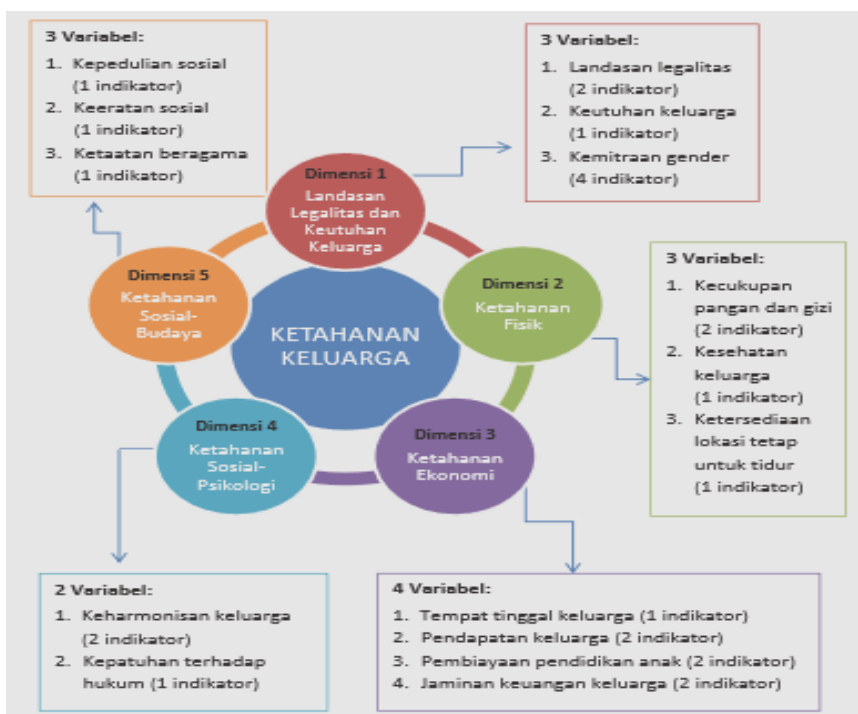 3 Variabel:
1. Kepedulian sosial
(1 indikator)
2. Keeratan sosial
(1 indikator)
3. Ketaatan beragama
(1 indikator)
3 Variabel:
1. Landasan legalitas
(2 indikator)
2. Keutuhan keluarga
(1 indikator)
3. Kemitraan gender
(4 indikator)
Dimensi 1
Landasan
Legalitas dan
Keutuhan
Keluarga
Dimensi 5
Ketahanan
Sosial-
Budaya
Dimensi 2
Ketahanan
Fisik
KETAHANAN
KELUARGA
3 Variabel:
1. Kecukupan
pangan dan gizi
(2 indikator)
2. Kesehatan
keluarga
(1 indikator)
3. Ketersediaan
lokasi tetap
untuk tidur
(1 indikator)
Dimensi 4
Ketahanan
Sosial-
Psikologi
Dimensi 3
Ketahanan
Ekonomi
2 Variabel:
1. Keharmonisan keluarga
(2 indikator)
2. Kepatuhan terhadap
hukum (1 indikator)
4 Variabel:
1. Tempat tinggal keluarga (1 indikator)
2. Pendapatan keluarga (2 indikator)
3. Pembiayaan pendidikan anak (2 indikator)
4. Jaminan keuangan keluarga (2 indikator)